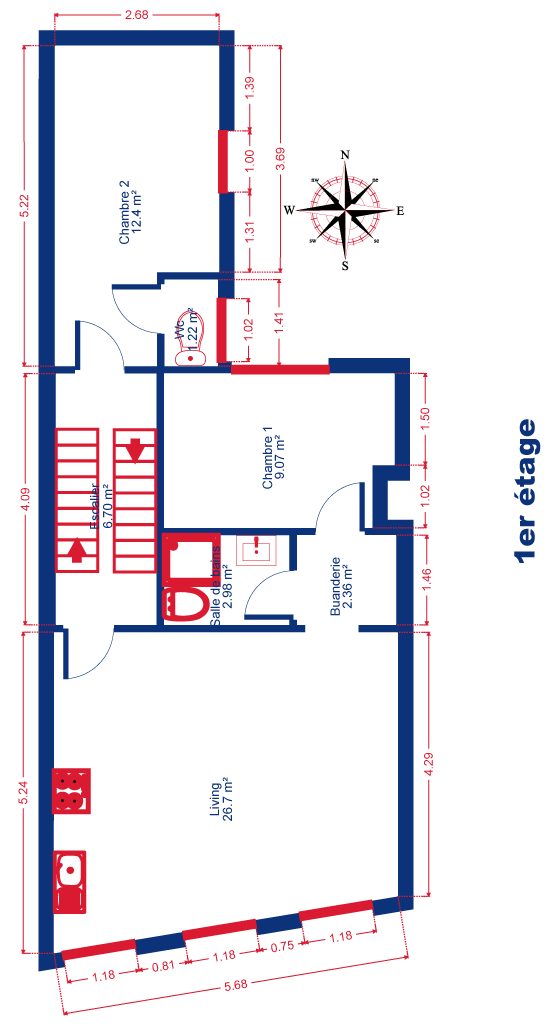 2.68
1.39
3.69
1.00
5.22
Chambre 2
12.4 m²
1.31
N
nw
ne
W
E
sw
se
S
Wc
1.22 m²
1.02
1.41
4.09
Escalier
6.70 m²
Chambre 1
9.07 m²
1.50
1.02
1er étage
Salle de bains
2.98 m²
Buanderie
2.36 m²
1.46
5.24
Living
26.7 m²
4.29
1.18
0.81
1.18
0.75
1.18
5.68